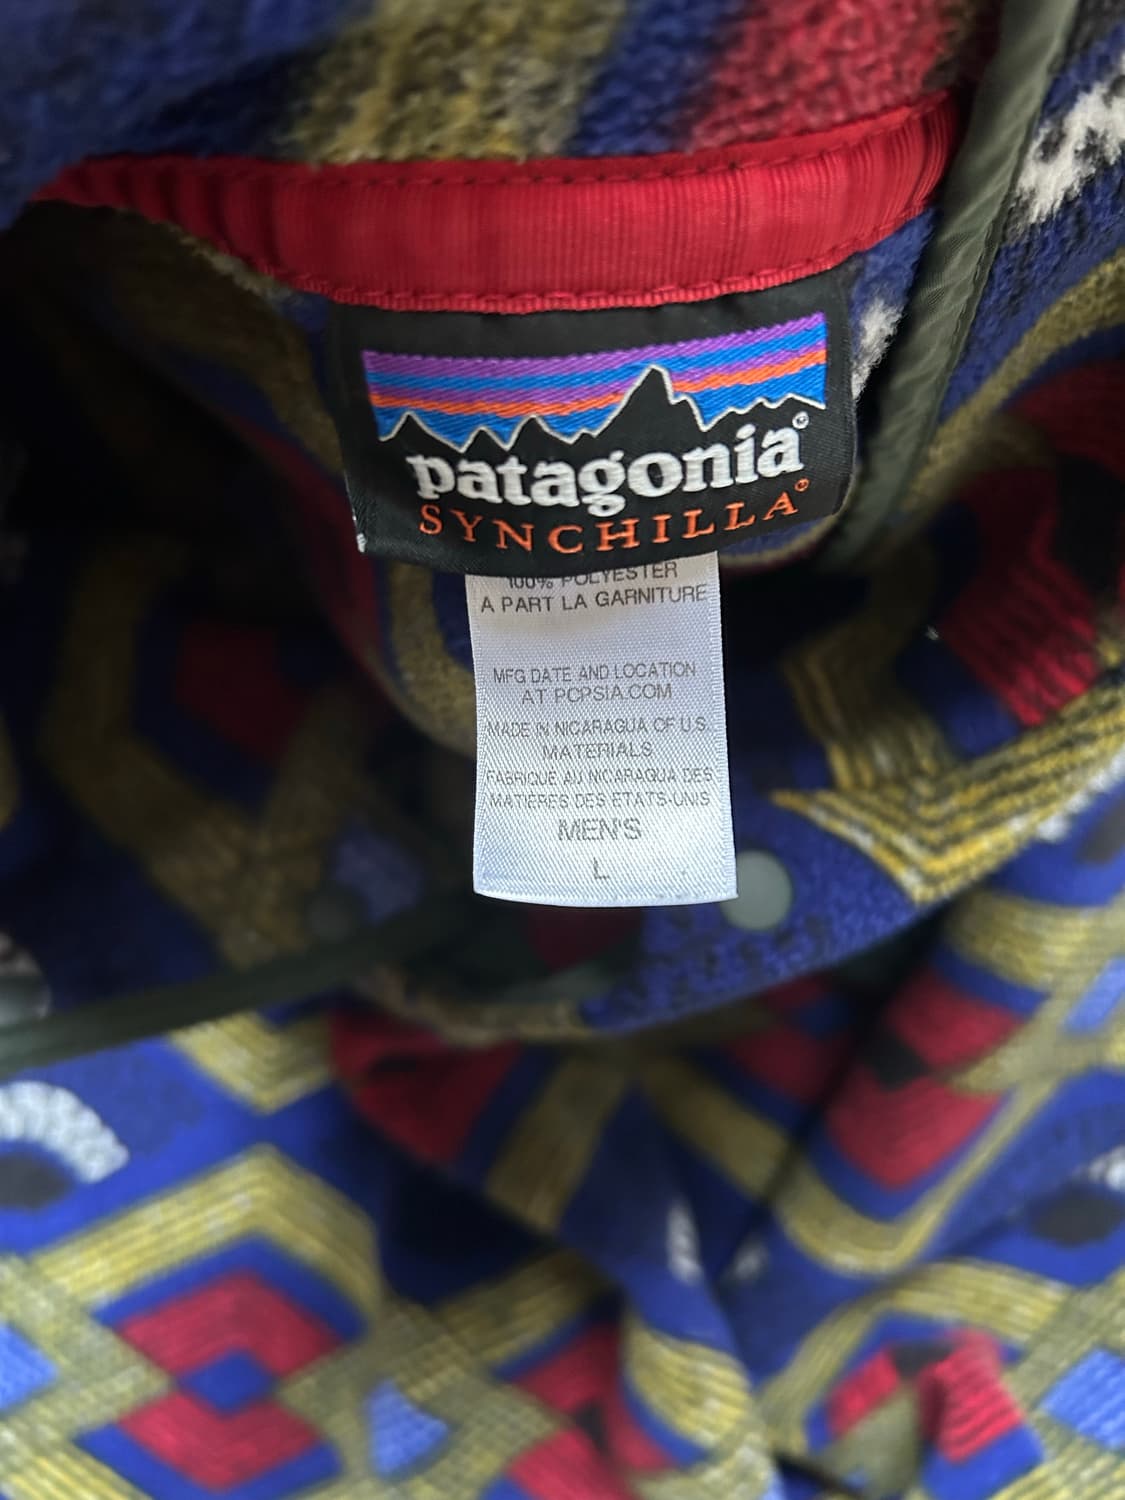 patagonia®
SYNCHILLA®
100% POLYESTER
A PART LA GARNITURE
MFG DATE AND LOCATION
AT PCPSIA.COM
MADE IN NICARAGUA OF U.S.
MATERIALS
FABRIQUE AU NICARAGUA DES
MATIERES DES ETATS-UNIS
MEN'S
L